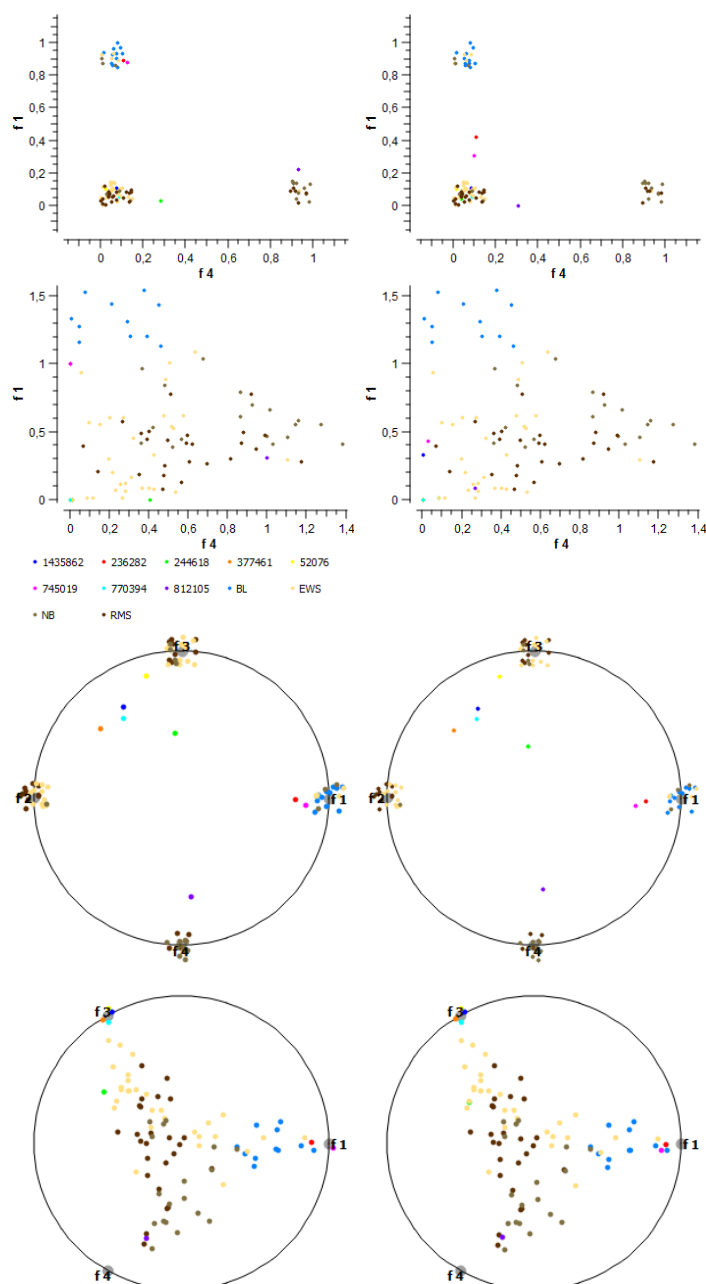 1
1
0,8
0,8
0,6
0,6
f 1
f 1
0,4
0,4
0,2
0,2
0
0
0 0,2 0,4 0,6 0,8 1
0 0,2 0,4 0,6 0,8 1
f 4
f 4
1,5
1,5
1
1
f 1
f 1
0,5
0,5
0
0
0 0,2 0,4 0,6 0,8 1 1,2 1,4
0 0,2 0,4 0,6 0,8 1 1,2 1,4
f 4
f 4
1435862 236282 244618 377461 52076
745019 770394 812105 BL EWS
NB RMS
f 3
f 3
f 2
f 1
f 2
f 1
f 4
f 4
f 3
f 3
f 1
f 1
f 4
f 4